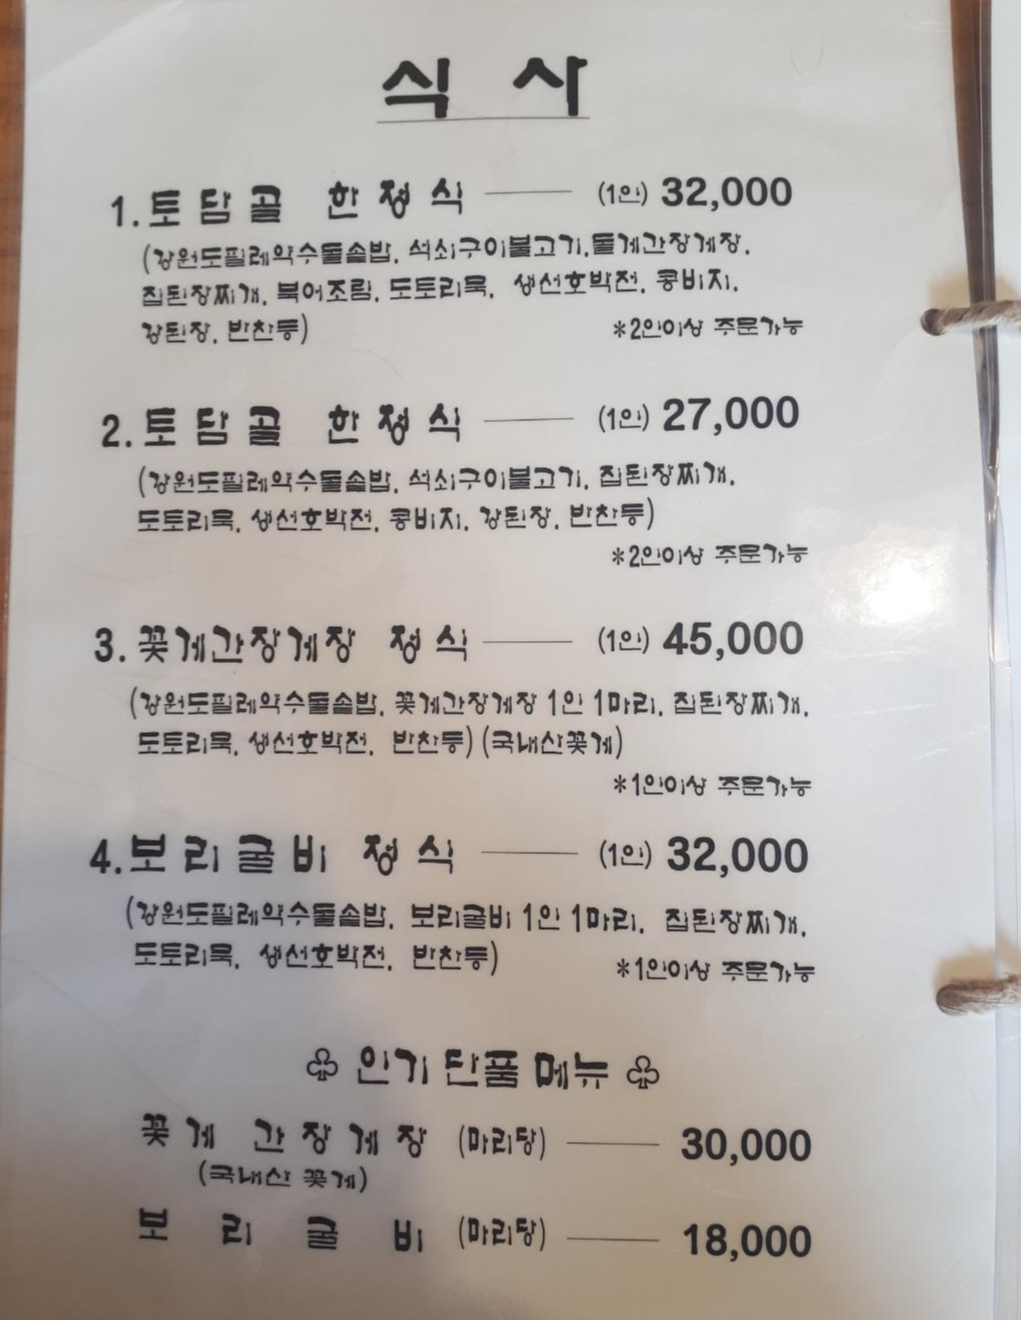 식 사
1. 토담골 한정식 (1인) 32,000
(강원도필레약수돌솥밥, 석쇠구이불고기, 돌게간장게장,
집된장찌개, 북어조림, 도토리묵, 생선호박전, 콩비지,
강된장, 반찬등) *2인이상 주문가능
2. 토담골 한정식 (1인) 27,000
(강원도필레약수돌솥밥, 석쇠구이불고기, 집된장찌개,
도토리묵, 생선호박전, 콩비지, 강된장, 반찬등)
*2인이상 주문가능
3. 꽃게간장게장 정식 (1인) 45,000
(강원도필레약수돌솥밥, 꽃게간장게장 1인 1마리, 집된장찌개,
도토리묵, 생선호박전, 반찬등) (국내산꽃게)
*1인이상 주문가능
4. 보리굴비 정식 (1인) 32,000
(강원도필레약수돌솥밥, 보리굴비 1인 1마리, 집된장찌개,
도토리묵, 생선호박전, 반찬등) *1인이상 주문가능
♧ 인기 단품 메뉴 ♧
꽃게 간장게장 (마리당) 30,000
(국내산 꽃게)
보리굴비 (마리당) 18,000